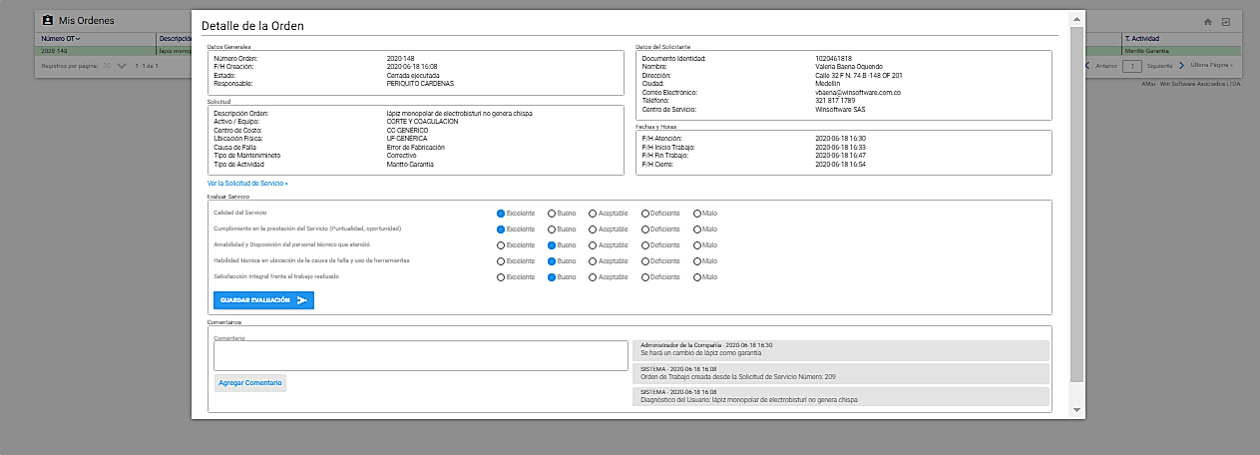 Mis Ordenes
Número OT
Descripción
T. Actividad
2020-148
lápiz monop
Mantto-Garantia
Registros por página: 20
1 -1 de 1
Anterior 1 Siguiente Última Página »
AMsi - Win Software Asociados LTDA
Detalle de la Orden
Datos Generales
Número Orden: 2020-148
F/H Creación: 2020-06-18 16:08
Estado: Cerrada ejecutada
Responsable: PERIQUITO CARDENAS
Solicitud
Descripción Orden: lápiz monopolar de electrobisturí no genera chispa
Activo / Equipo: CORTE Y COAGULACION
Centro de Costo: CC-GENERICO
Ubicación Física: UF-GENERICA
Causa de Falla Error de Fabricación
Tipo de Mantenimineto Correctivo
Tipo de Actividad Mantto-Garantia
Ver la Solicitud de Servicio »
Datos del Solicitante
Documento Identidad: 1020461818
Nombre: Valeria Baena Oquendo
Dirección: Calle 32 F N. 74 B -148 OF 201
Ciudad: Medellin
Correo Electrónico: vbaena@winsoftware.com.co
Teléfono: 321 817 1789
Centro de Servicio: Winsoftware SAS
Fechas y Horas
F/H Atención: 2020-06-18 16:30
F/H Inicio Trabajo: 2020-06-18 16:33
F/H Fin Trabajo: 2020-06-18 16:47
F/H Cierre: 2020-06-18 16:54
Evaluar Servicio
Calidad del Servicio Excelente Bueno Aceptable Deficiente Malo
Cumplimiento en la prestación del Servicio (Puntualidad, oportunidad) Excelente Bueno Aceptable Deficiente Malo
Amabilidad y Disposición del personal técnico que atendió Excelente Bueno Aceptable Deficiente Malo
Habilidad técnica en ubicación de la causa de falla y uso de herramientas Excelente Bueno Aceptable Deficiente Malo
Satisfacción Integral frente al trabajo realizado Excelente Bueno Aceptable Deficiente Malo
GUARDAR EVALUACIÓN
Comentarios
Comentario
Agregar Comentario
Administrador de la Compañía - 2020-06-18 16:30
Se hará un cambio de lápiz como garantía
SISTEMA - 2020-06-18 16:08
Orden de Trabajo creada desde la Solicitud de Servicio Número: 209
SISTEMA - 2020-06-18 16:08
Diagnóstico del Usuario: lápiz monopolar de electrobisturí no genera chispa